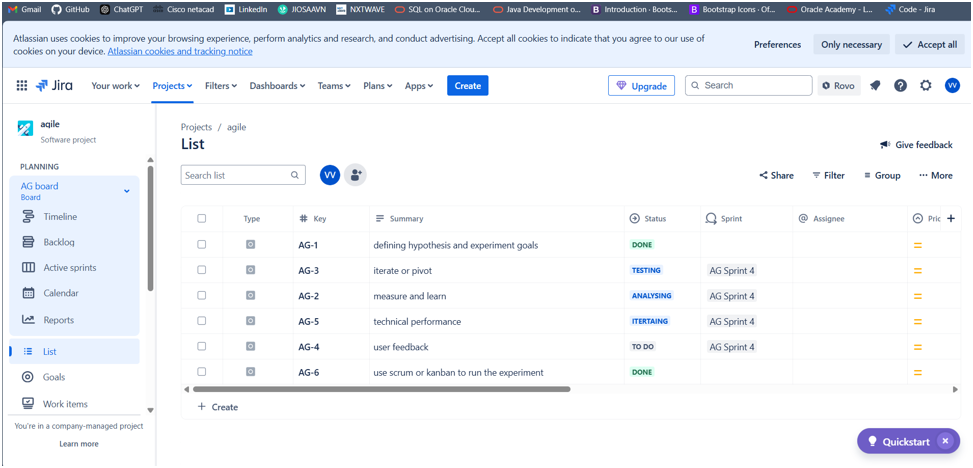 Gmail GitHub ChatGPT Cisco netacad LinkedIn JIOSAAVN NXTWAVE SQL on Oracle Clou... Java Development o... Introduction · Boots... Bootstrap Icons · Of... Oracle Academy - L... Code - Jira
Atlassian uses cookies to improve your browsing experience, perform analytics and research, and conduct advertising. Accept all cookies to indicate that you agree to our use of
cookies on your device. Atlassian cookies and tracking notice
Preferences Only necessary Accept all
Jira Your work Projects Filters Dashboards Teams Plans Apps Create Upgrade Search Rovo VV
agile
Software project
PLANNING
AG board
Board
Timeline
Backlog
Active sprints
Calendar
Reports
List
Goals
Work items
You're in a company-managed project
Learn more
Projects / agile
List
Give feedback
Search list VV Share Filter Group More
Type Key Summary Status Sprint Assignee Pric
AG-1 defining hypothesis and experiment goals DONE
AG-3 iterate or pivot TESTING AG Sprint 4
AG-2 measure and learn ANALYSING AG Sprint 4
AG-5 technical performance ITERTAING AG Sprint 4
AG-4 user feedback TO DO AG Sprint 4
AG-6 use scrum or kanban to run the experiment DONE
+ Create
Quickstart